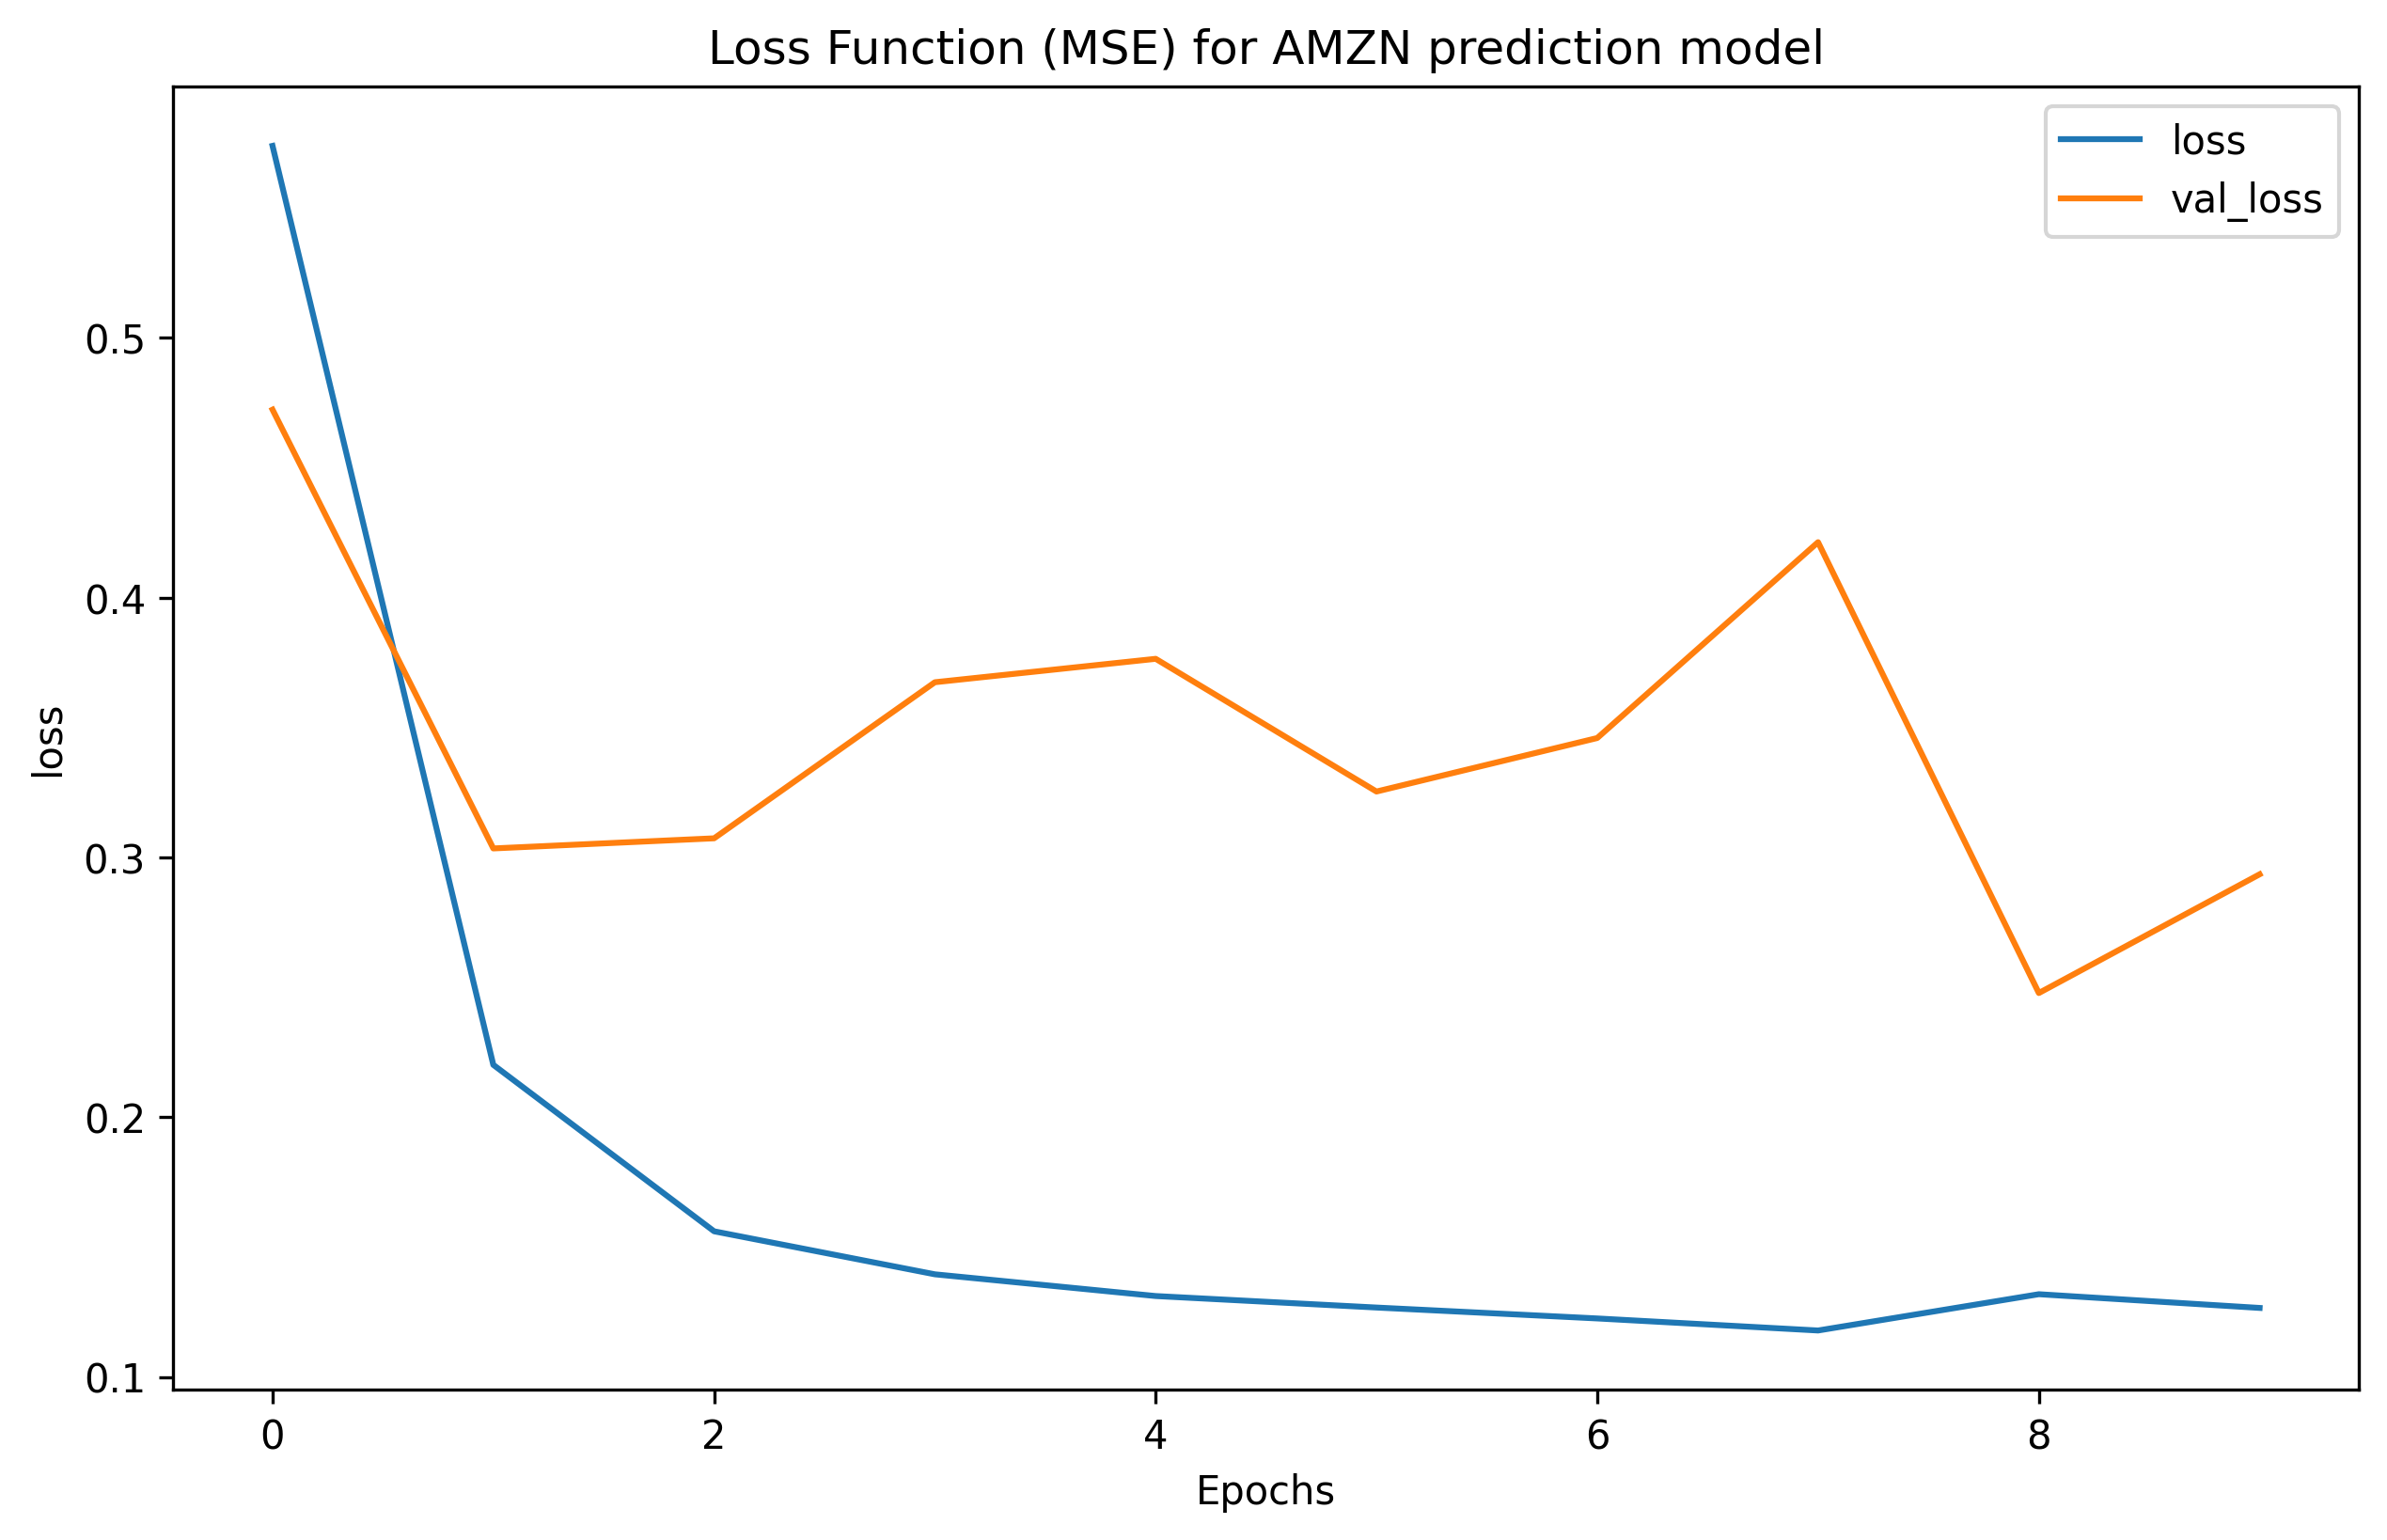 Loss Function (MSE) for AMZN prediction model
loss
val_loss
0.5
0.4
0.3
0.2
0.1
loss
0 2 4 6 8
Epochs